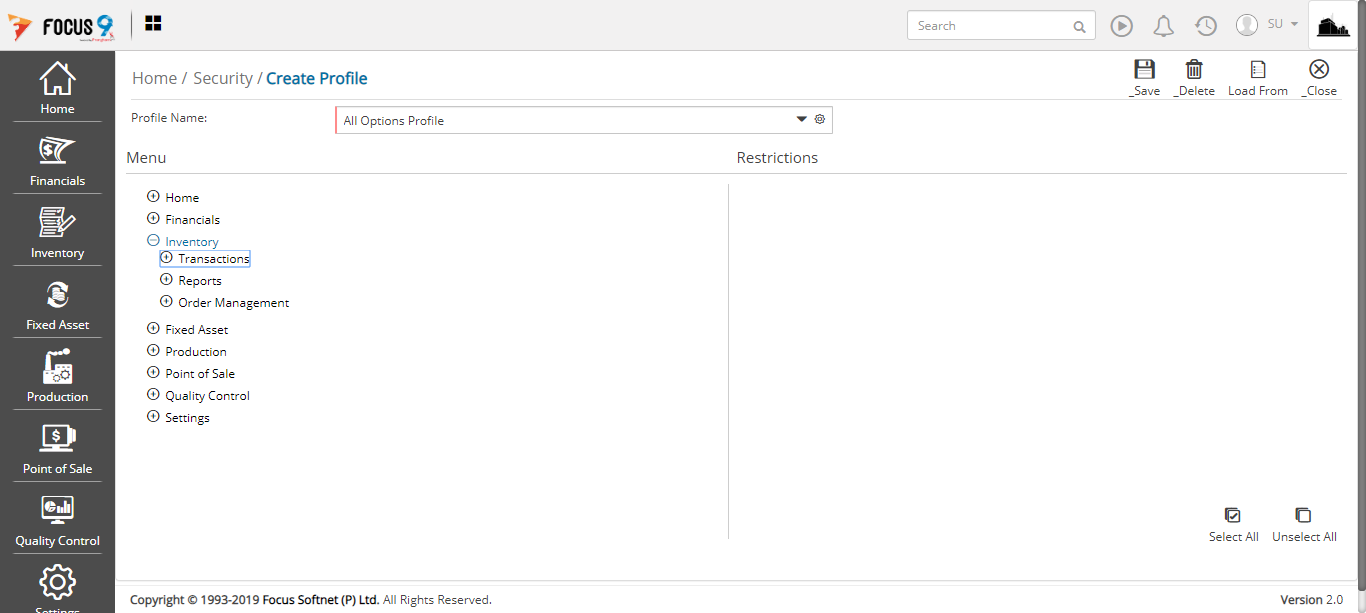 FOCUS 9
Search
SU
Home
Financials
Inventory
Fixed Asset
Production
Point of Sale
Quality Control
Settings
Home / Security / Create Profile
_Save
_Delete
Load From
_Close
Profile Name:
All Options Profile
Menu
Restrictions
Home
Financials
Inventory
Transactions
Reports
Order Management
Fixed Asset
Production
Point of Sale
Quality Control
Settings
Select All
Unselect All
Copyright © 1993-2019 Focus Softnet (P) Ltd. All Rights Reserved.
Version 2.0